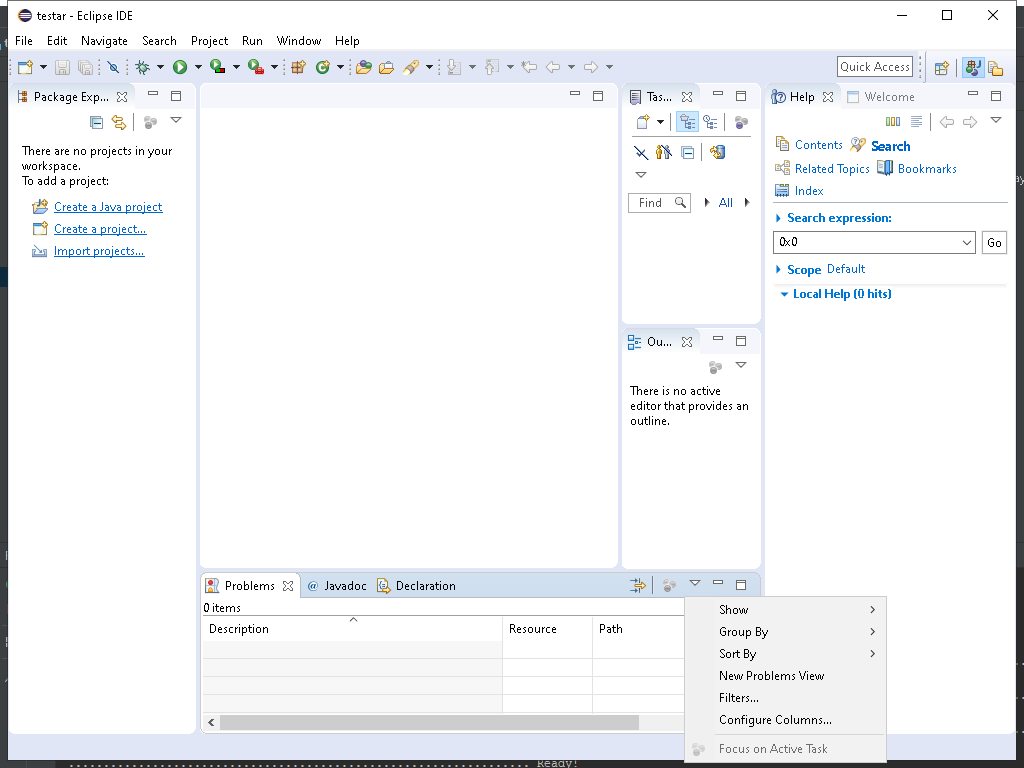 testar - Eclipse IDE
File Edit Navigate Search Project Run Window Help
Quick Access
Package Exp...
There are no projects in your
workspace.
To add a project:
Create a Java project
Create a project...
Import projects...
Tas...
Find
All
Ou...
There is no active
editor that provides an
outline.
Help Welcome
Contents Search
Related Topics Bookmarks
Index
Search expression:
0x0
Go
Scope Default
Local Help (0 hits)
Problems @ Javadoc Declaration
0 items
Description Resource Path
Show
Group By
Sort By
New Problems View
Filters...
Configure Columns...
Focus on Active Task
Ready!